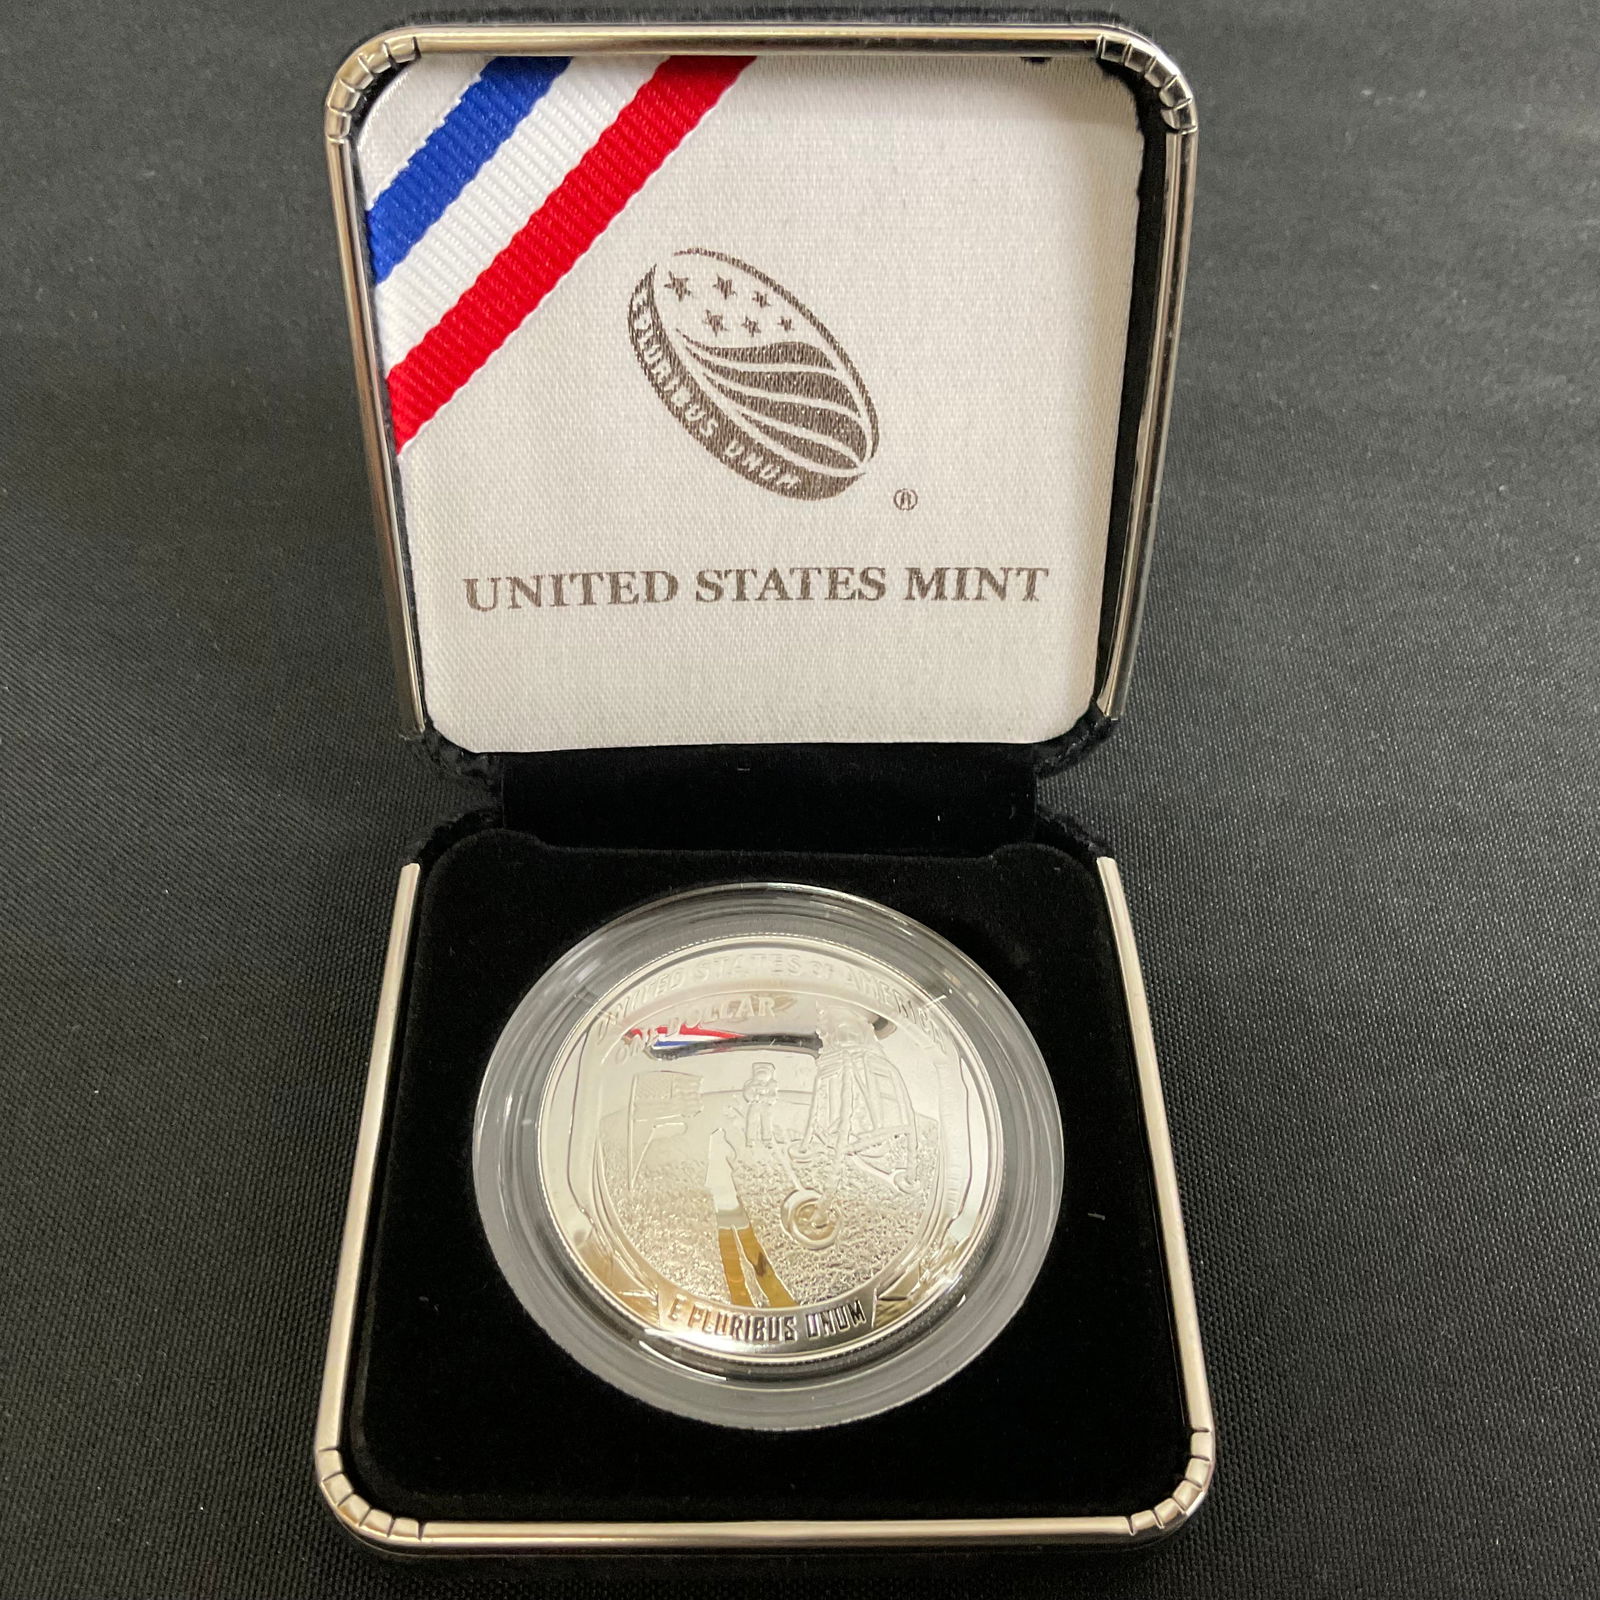 E PLURIBUS UNUM
®
UNITED STATES MINT
UNITED STATES OF AMERICA
ONE DOLLAR
E PLURIBUS UNUM